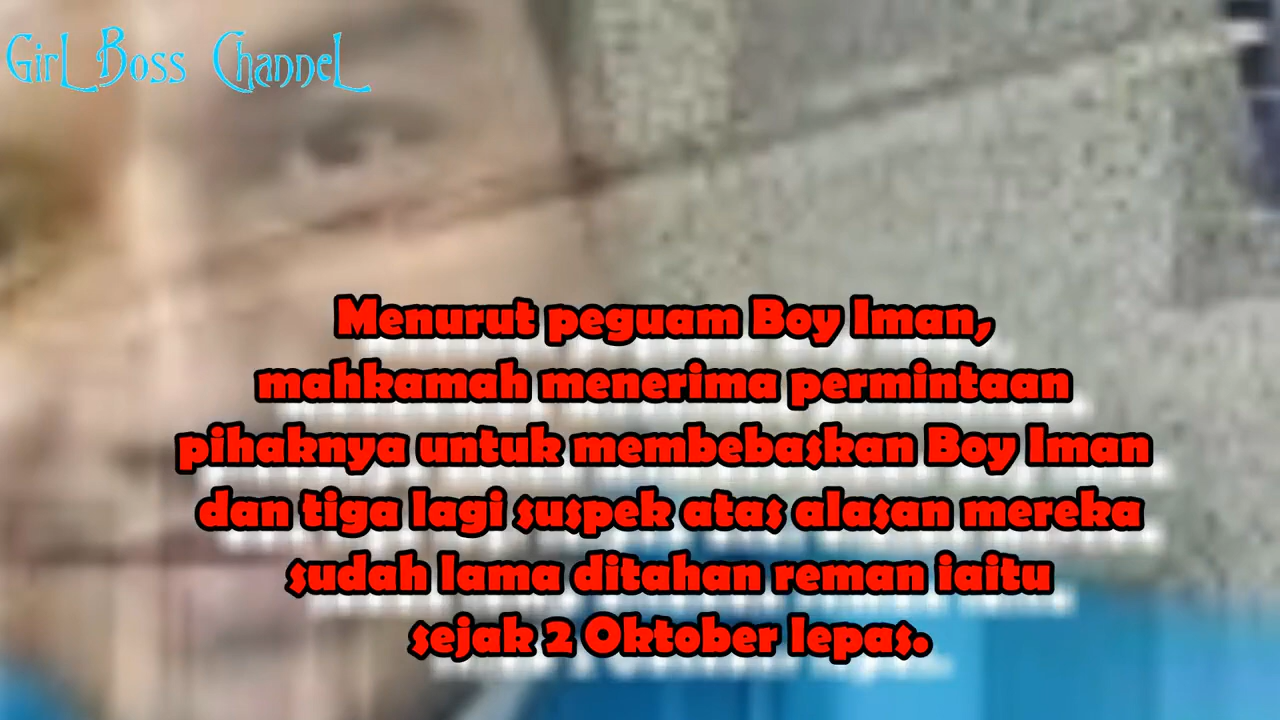 Girl Boss Channel
Menurut peguam Boy Iman,
mahkamah menerima permintaan
pihaknya untuk membebaskan Boy Iman
dan tiga lagi suspek atas alasan mereka
sudah lama ditahan reman iaitu
sejak 2 Oktober lepas.